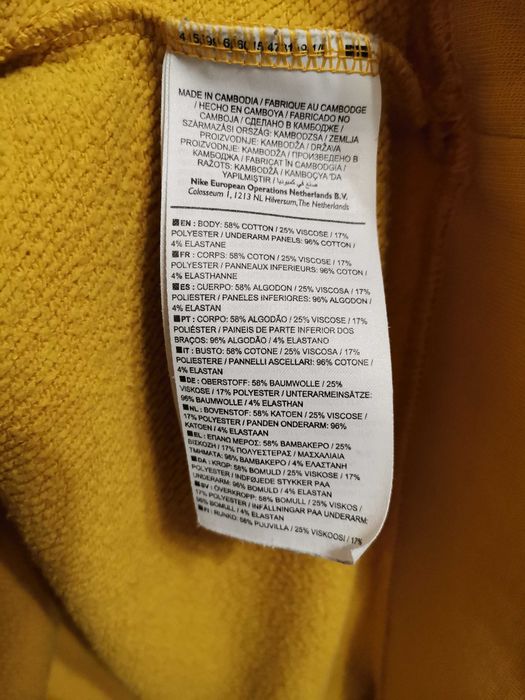 MADE IN CAMBODIA / FABRIQUE AU CAMBODGE
/ HECHO EN CAMBOYA / FABRICADO NO
CAMBOJA / СДЕЛАНО В КАМБОДЖЕ /
SZÁRMAZÁSI ORSZÁG: KAMBODZSA / ZEMLJA
PROIZVODNJE: KAMBODŽA / DRŽAVA
PROIZVODNJE: KAMBODŽA / ПРОИЗВЕДЕНО В
КАМБОДЖА / FABRICAT ÎN CAMBODGIA /
RAŽOTS: KAMBODŽĀ / KAMBOÇYA 'DA
YAPILMIŞTIR / صنع في كمبوديا
Nike European Operations Netherlands B.V.
Colosseum 1, 1213 NL Hilversum, The Netherlands
EN : BODY: 58% COTTON / 25% VISCOSE / 17%
POLYESTER / UNDERARM PANELS: 96% COTTON /
4% ELASTANE
FR : CORPS: 58% COTON / 25% VISCOSE / 17%
POLYESTER / PANNEAUX INFERIEURS: 96% COTON /
4% ELASTHANNE
ES : CUERPO: 58% ALGODON / 25% VISCOSA / 17%
POLIESTER / PANELES INFERIORES: 96% ALGODON /
4% ELASTAN
PT : CORPO: 58% ALGODÃO / 25% VISCOSE / 17%
POLIÉSTER / PAINEIS DE PARTE INFERIOR DOS
BRAÇOS: 96% ALGODÃO / 4% ELASTANO
IT : BUSTO: 58% COTONE / 25% VISCOSE / 17%
POLIESTERE / PANNELLI ASCELLARI: 96% COTONE /
4% ELASTAN
DE : OBERSTOFF: 58% BAUMWOLLE / 25%
VISKOSE / 17% POLYESTER / UNTERARMEINSÄTZE:
96% BAUMWOLLE / 4% ELASTHAN
NL : BOVENSTOF: 58% KATOEN / 25% VISCOSE /
17% POLYESTER / PANDEN ONDERARM: 96%
KATOEN / 4% ELASTAAN
EL : ΕΠΑΝΩ ΜΕΡΟΣ: 58% ΒΑΜΒΑΚΕΡΟ / 25%
ΒΙΣΚΟΖΗ / 17% ΠΟΛΥΕΣΤΕΡΑΣ / ΜΑΣΧΑΛΙΑΙΑ
ΤΜΗΜΑΤΑ: 96% ΒΑΜΒΑΚΕΡΟ / 4% ΕΛΑΣΤΑΝΗ
DA : KROP: 58% BOMULD / 25% VISKOSE / 17%
POLYESTER / INDFØJEDE STYKKER PAA
UNDERARM: 96% BOMULD / 4% ELASTAN
SV : ÖVERKROPP: 58% BOMULL / 25% VISKOS /
17% POLYESTER / INFÄLLNINGAR PAA UNDERARM:
96% BOMULL / 4% ELASTAN
FI : RUNKO: 58% PUUVILLA / 25% VISKOOSI / 17%